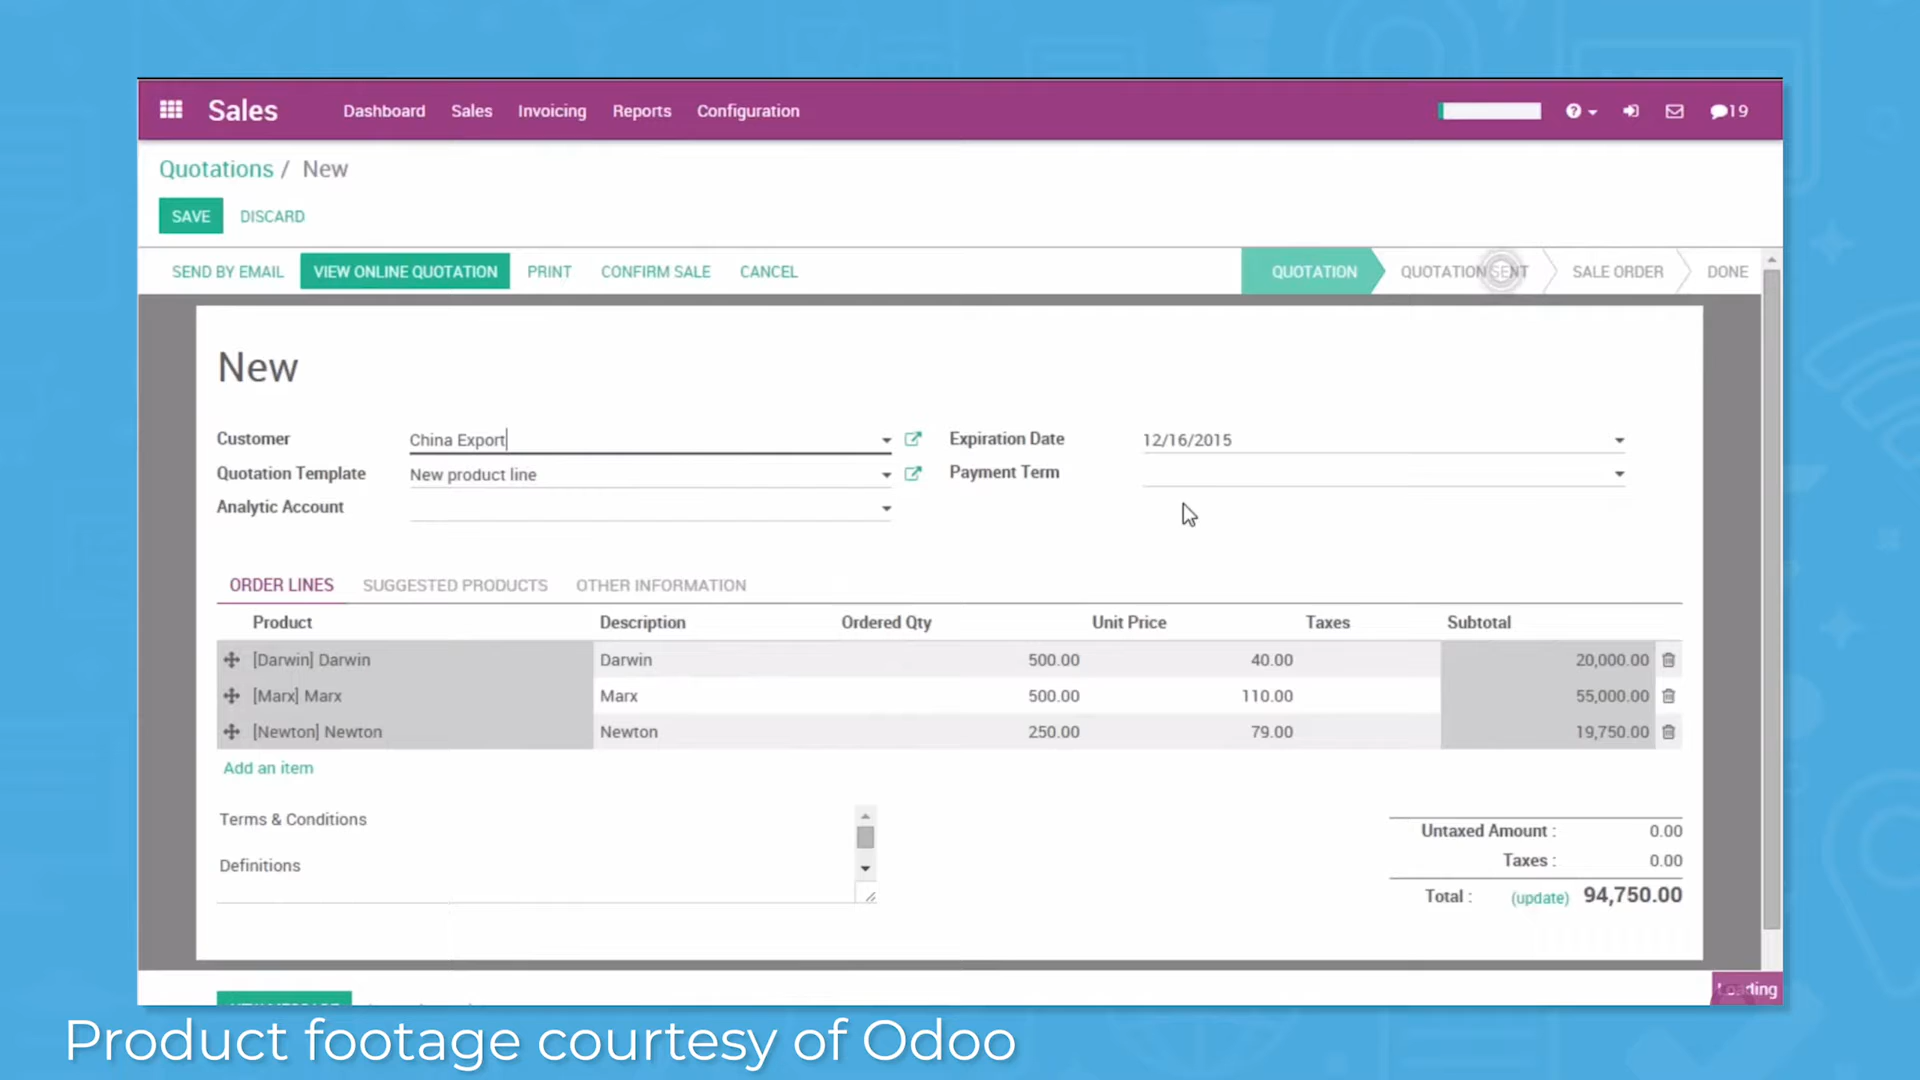 Sales Dashboard Sales Invoicing Reports Configuration 19
Quotations / New
SAVE DISCARD
SEND BY EMAIL VIEW ONLINE QUOTATION PRINT CONFIRM SALE CANCEL QUOTATION QUOTATION SENT SALE ORDER DONE
New
Customer China Export Expiration Date 12/16/2015
Quotation Template New product line Payment Term
Analytic Account
ORDER LINES SUGGESTED PRODUCTS OTHER INFORMATION
Product Description Ordered Qty Unit Price Taxes Subtotal
[Darwin] Darwin Darwin 500.00 40.00 20,000.00
[Marx] Marx Marx 500.00 110.00 55,000.00
[Newton] Newton Newton 250.00 79.00 19,750.00
Add an item
Terms & Conditions
Definitions
Untaxed Amount : 0.00
Taxes : 0.00
Total : (update) 94,750.00
Loading
Product footage courtesy of Odoo